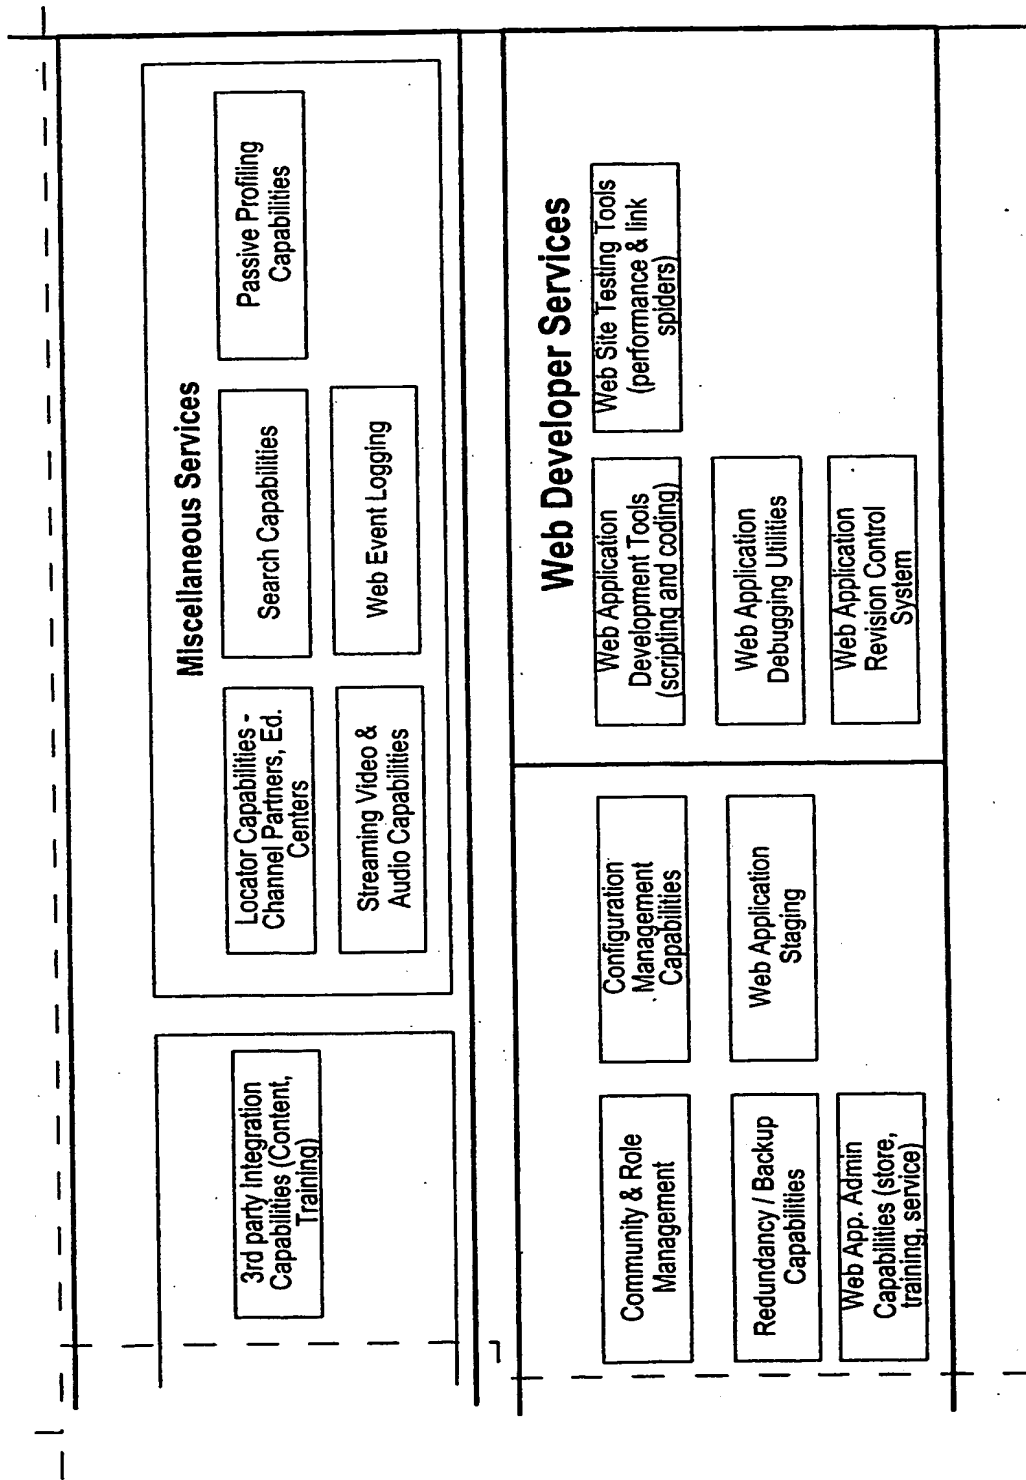 3rd party Integration
Capabilities (Content,
Training)
Miscellaneous Services
Locator Capabilities -
Channel Partners, Ed.
Centers
Search Capabilities
Passive Profiling
Capabilities
Streaming Video &
Audio Capabilities
Web Event Logging
Community & Role
Management
Configuration
Management
Capabilities
Redundancy / Backup
Capabilities
Web Application
Staging
Web App. Admin
Capabilities (store,
training, service)
Web Developer Services
Web Application
Development Tools
(scripting and coding)
Web Site Testing Tools
(performance & link
spiders)
Web Application
Debugging Utilities
Web Application
Revision Control
System